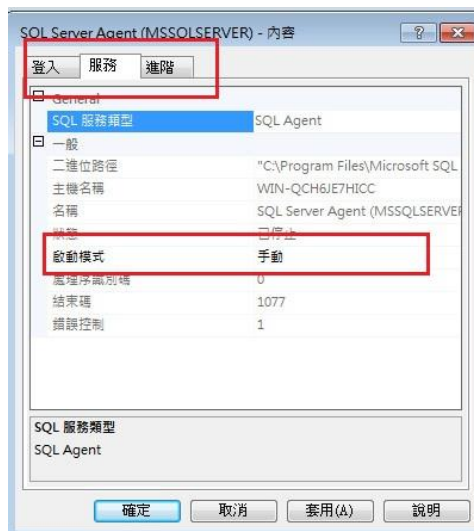 SQL Server Agent (MSSQLSERVER) - 內容
登入 服務 進階
General
SQL 服務類型 SQL Agent
一般
二進位路徑 "C:\Program Files\Microsoft SQL
主機名稱 WIN-QCH6JE7HICC
名稱 SQL Server Agent (MSSQLSERVER
狀態 已停止
啟動模式 手動
處理序識別碼 0
結束碼 1077
錯誤控制 1
SQL 服務類型
SQL Agent
確定 取消 套用(A) 說明